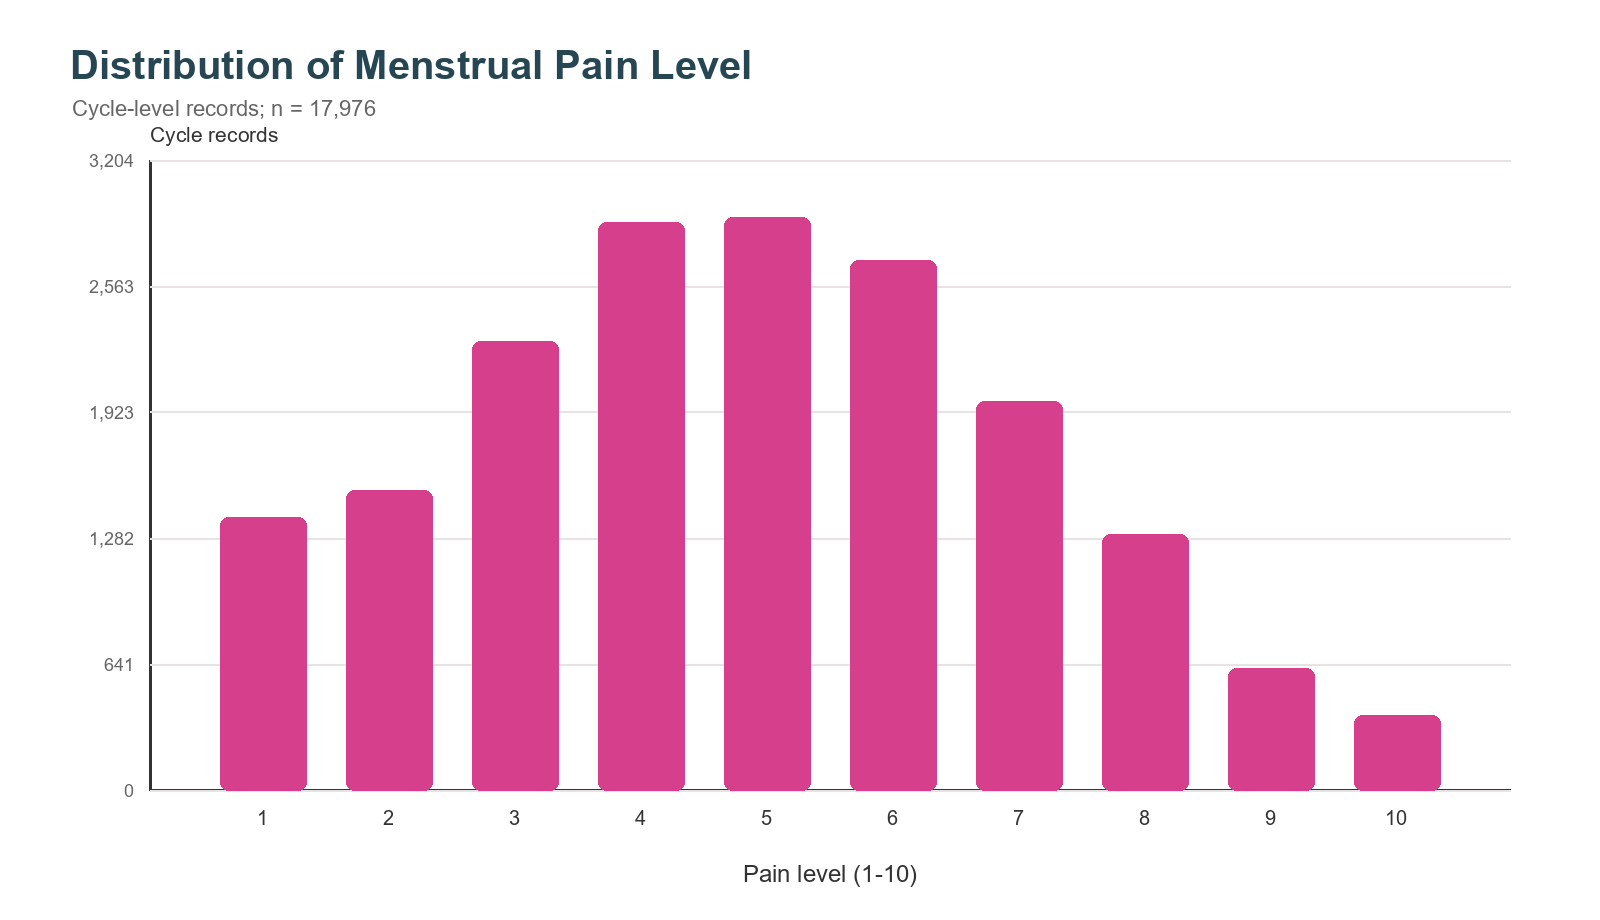 Distribution of Menstrual Pain Level
Cycle-level records; n = 17,976
Cycle records
3,204
2,563
1,923
1,282
641
0
1 2 3 4 5 6 7 8 9 10
Pain level (1-10)